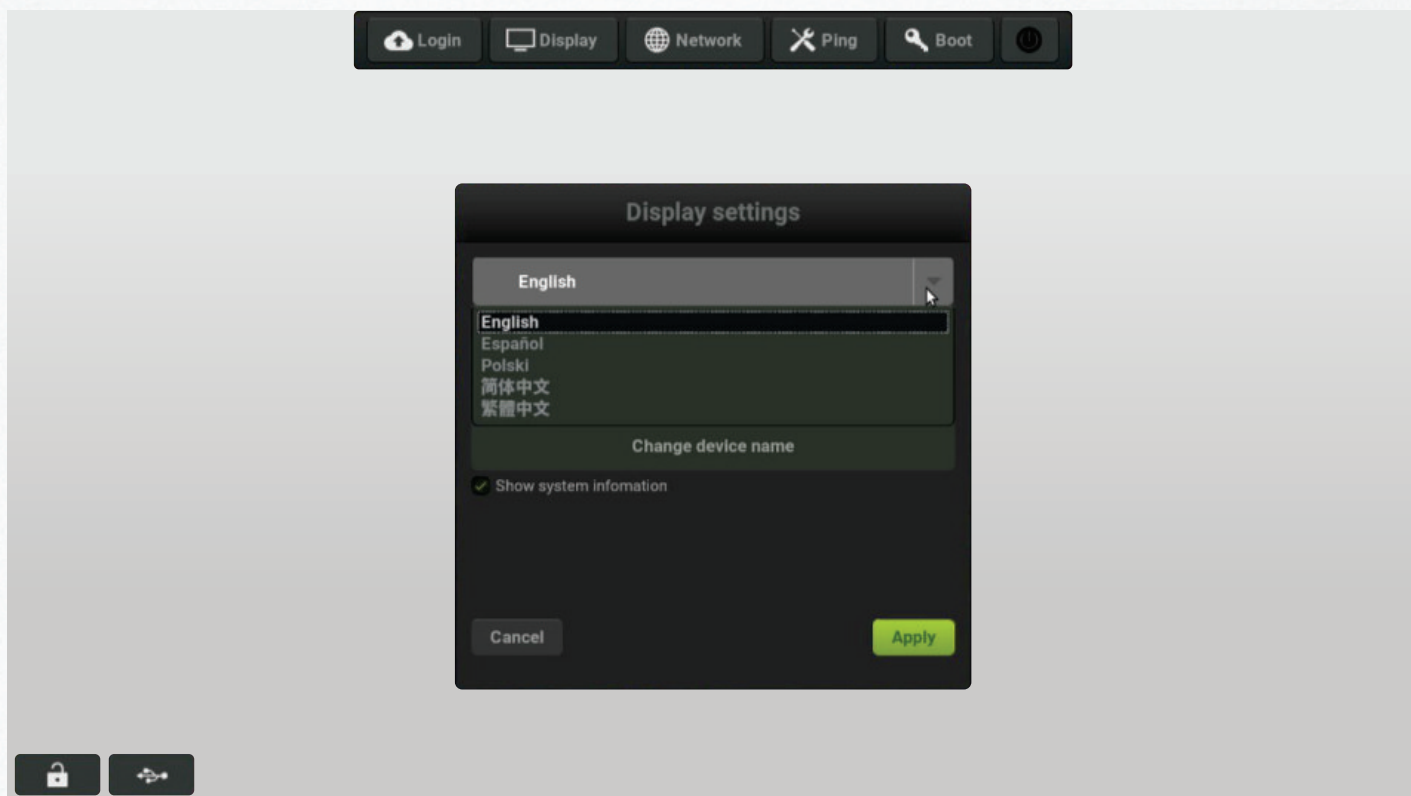 Login Display Network Ping Boot
Display settings
English
English
Español
Polski
简体中文
繁體中文
Change device name
Show system infomation
Cancel Apply